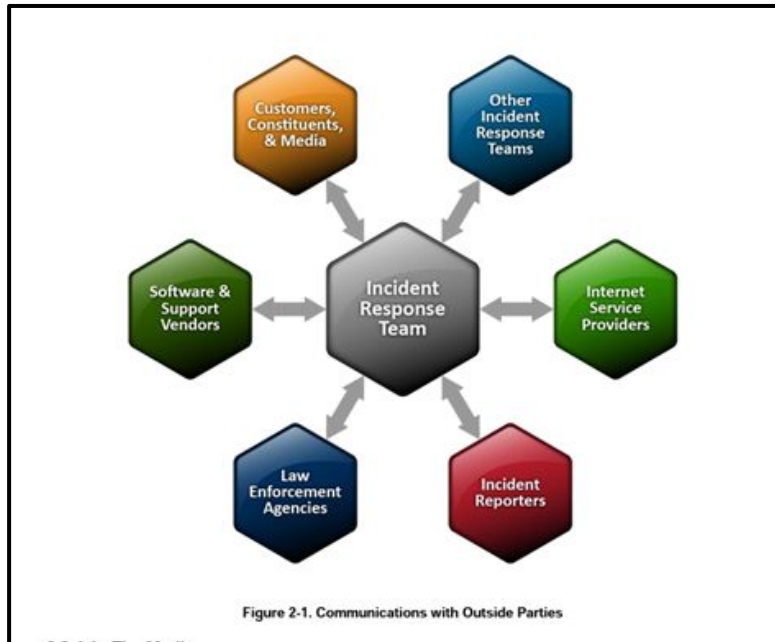 Customers,
Constituents,
& Media
Other
Incident
Response
Teams
Software &
Support
Vendors
Incident
Response
Team
Internet
Service
Providers
Law
Enforcement
Agencies
Incident
Reporters
Figure 2-1. Communications with Outside Parties